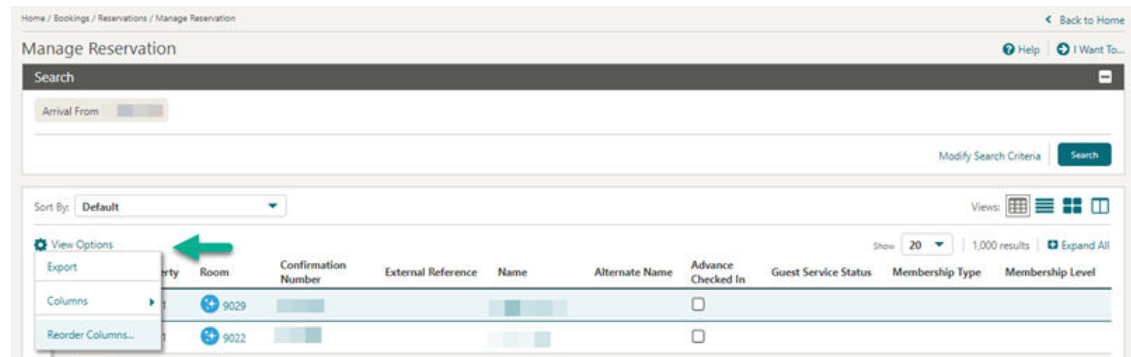 Home / Bookings / Reservations / Manage Reservation
Back to Home
Manage Reservation
Help
I Want To...
Search
Arrival From
Modify Search Criteria
Search
Sort By: Default
Views:
View Options
Show 20 1,000 results Expand All
Export
Columns
Reorder Columns...
erty Room Confirmation Number External Reference Name Alternate Name Advance Checked In Guest Service Status Membership Type Membership Level
1 9029
1 9022